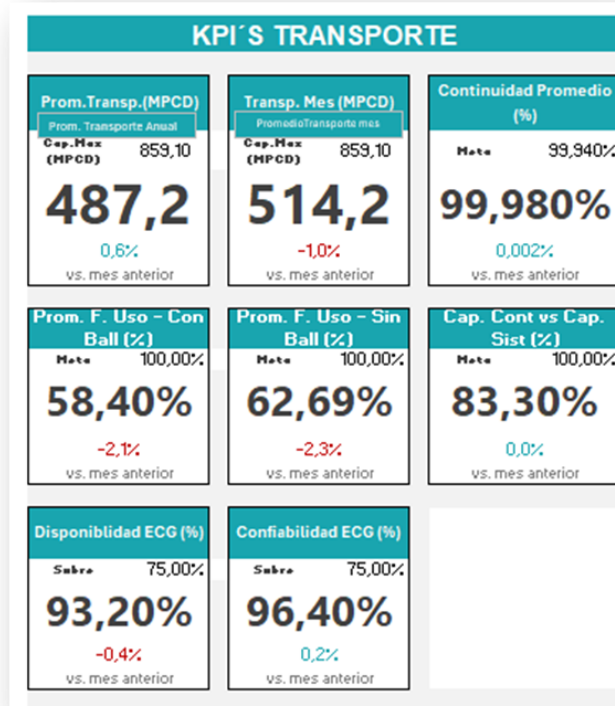 KPI´S TRANSPORTE
Prom.Transp.(MPCD)
Prom. Transporte Anual
Cap.Max (MPCD) 859,10
487,2
0,6%
vs. mes anterior
Transp. Mes (MPCD)
PromedioTransporte mes
Cap.Max (MPCD) 859,10
514,2
-1,0%
vs. mes anterior
Continuidad Promedio
(%)
Meta 99,940%
99,980%
0,002%
vs. mes anterior
Prom. F. Uso - Con
Ball (%)
Meta 100,00%
58,40%
-2,1%
vs. mes anterior
Prom. F. Uso - Sin
Ball (%)
Meta 100,00%
62,69%
-2,3%
vs. mes anterior
Cap. Cont vs Cap.
Sist (%)
Meta 100,00%
83,30%
0,0%
vs. mes anterior
Disponiblidad ECG (%)
Sobre 75,00%
93,20%
-0,4%
vs. mes anterior
Confiabilidad ECG (%)
Sobre 75,00%
96,40%
0,2%
vs. mes anterior